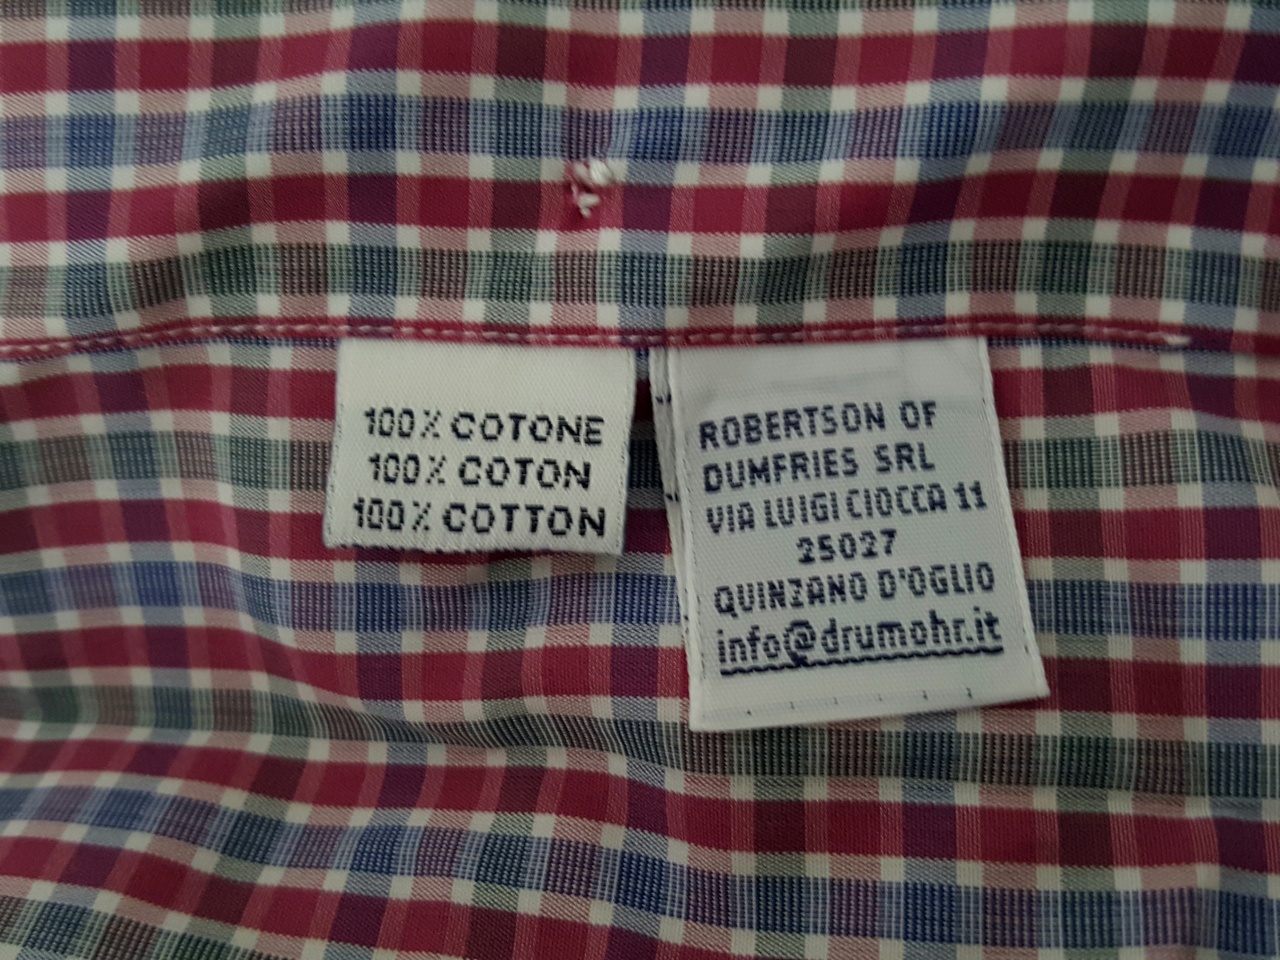 100% COTONE
100% COTON
100% COTTON
ROBERTSON OF
DUMFRIES SRL
VIA LUIGI CIOCCA 11
25027
QUINZANO D'OGLIO
info@drumohr.it